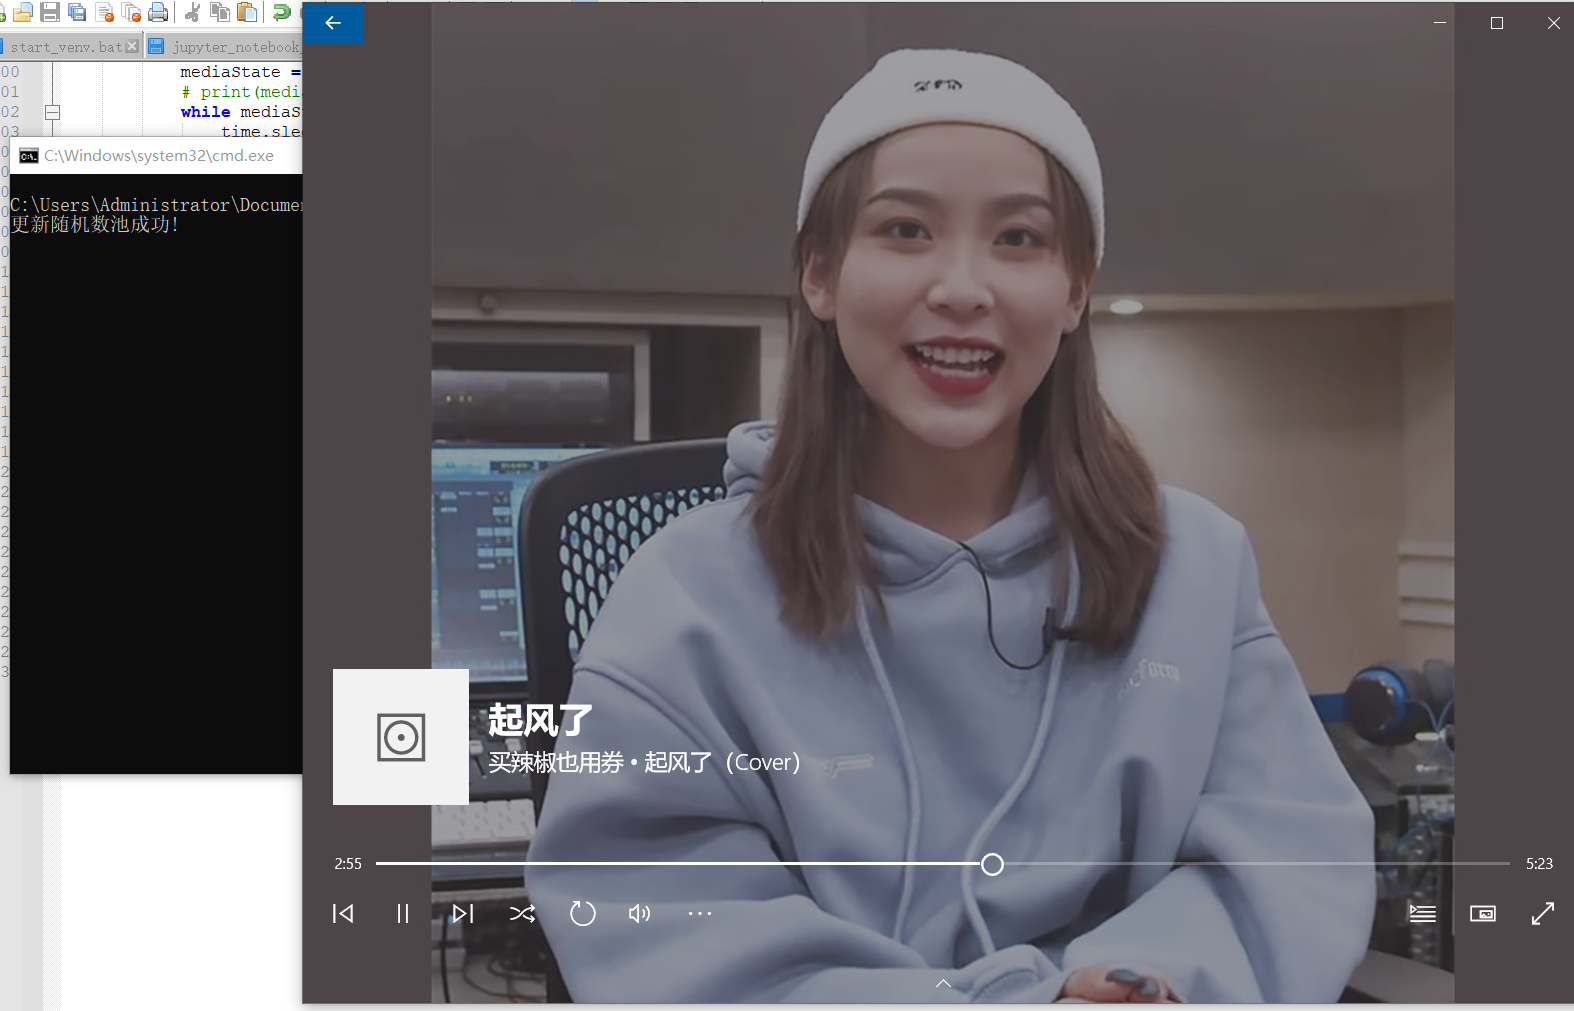 start_venv.bat
jupyter_notebook
00
mediaState =
01
# print(medi
02
while mediaS
03
time.slee
C:\Windows\system32\cmd.exe
C:\Users\Administrator\Documen
更新随机数池成功!
起风了
买辣椒也用券 • 起风了（Cover）
2:55
5:23